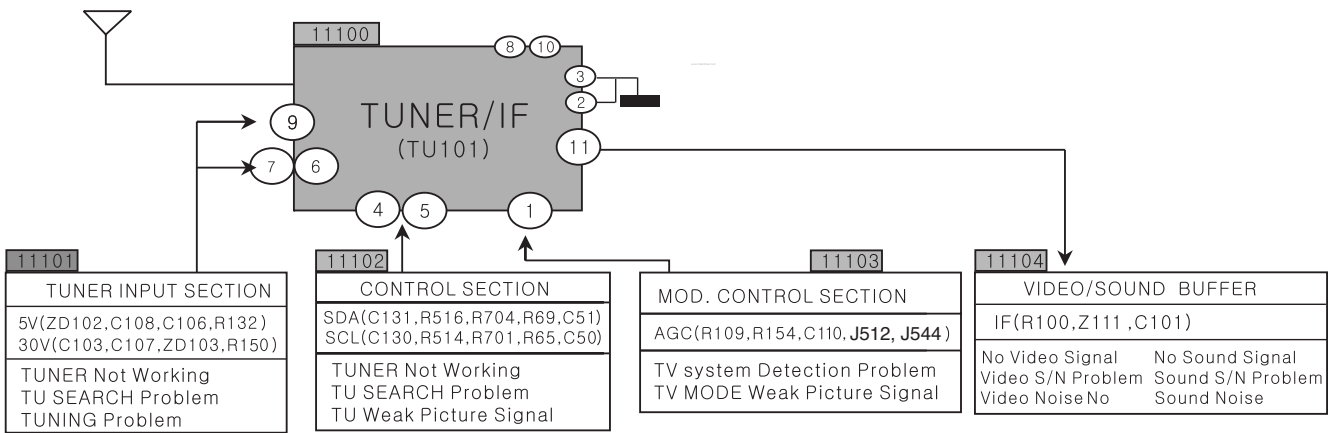 11100
8 10
3
2
TUNER/IF
(TU101)
9
11
7 6
4 5
1
11101
TUNER INPUT SECTION
5V(ZD102,C108,C106,R132)
30V(C103,C107,ZD103,R150)
TUNER Not Working
TU SEARCH Problem
TUNING Problem
11102
CONTROL SECTION
SDA(C131,R516,R704,R69,C51)
SCL(C130,R514,R701,R65,C50)
TUNER Not Working
TU SEARCH Problem
TU Weak Picture Signal
11103
MOD. CONTROL SECTION
AGC(R109,R154,C110,J512, J544)
TV system Detection Problem
TV MODE Weak Picture Signal
11104
VIDEO/SOUND BUFFER
IF(R100,Z111,C101)
No Video Signal No Sound Signal
Video S/N Problem Sound S/N Problem
Video Noise No Sound Noise